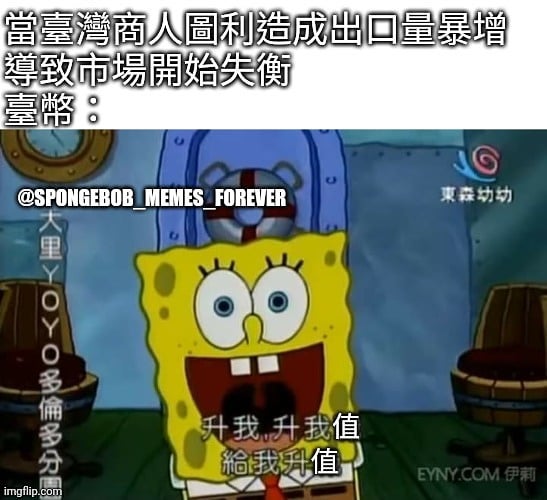 當臺灣商人圖利造成出口量暴增
導致市場開始失衡
臺幣：
@SPONGEBOB_MEMES_FOREVER
東森幼幼
大里YOYO多倫多分園
升我,升我值
給我升值
EYNY.COM 伊莉
imgflip.com